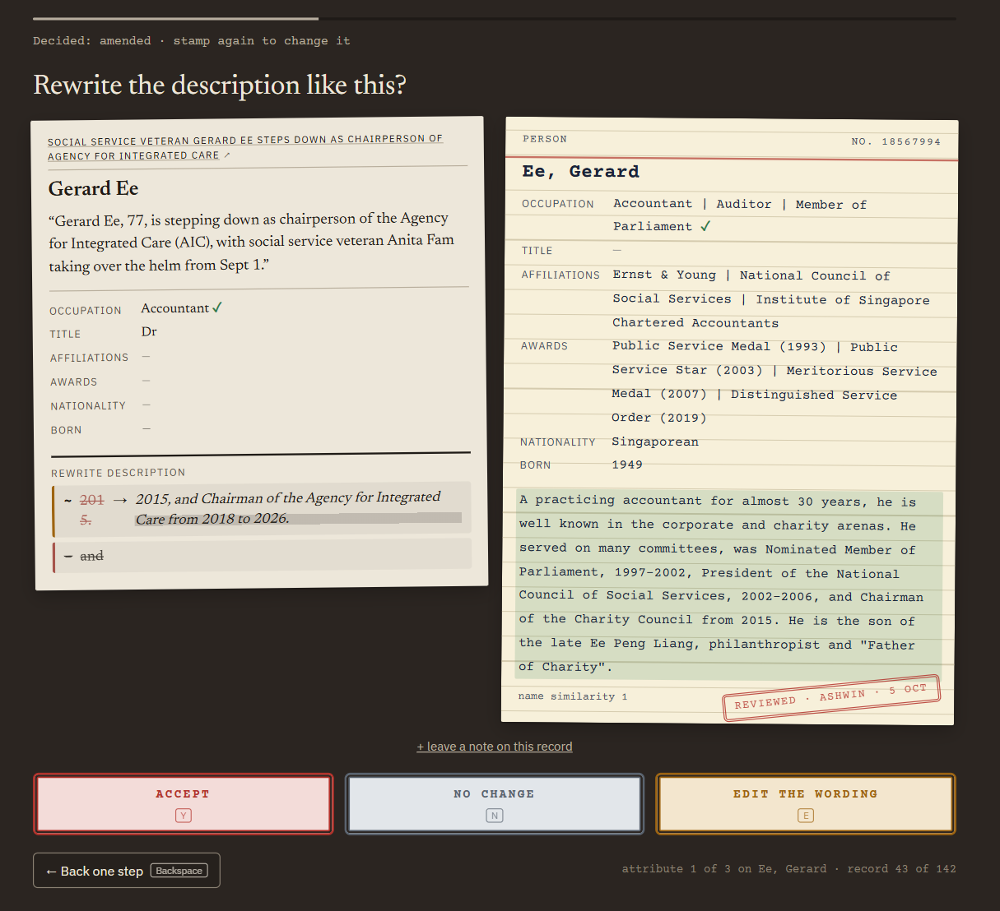 Decided: amended · stamp again to change it
Rewrite the description like this?
SOCIAL SERVICE VETERAN GERARD EE STEPS DOWN AS CHAIRPERSON OF
AGENCY FOR INTEGRATED CARE ↗
Gerard Ee
“Gerard Ee, 77, is stepping down as chairperson of the Agency
for Integrated Care (AIC), with social service veteran Anita Fam
taking over the helm from Sept 1.”
OCCUPATION Accountant ✓
TITLE Dr
AFFILIATIONS —
AWARDS —
NATIONALITY —
BORN —
REWRITE DESCRIPTION
~ 201 → 2015, and Chairman of the Agency for Integrated
5. Care from 2018 to 2026.
− and
PERSON NO. 18567994
Ee, Gerard
OCCUPATION Accountant | Auditor | Member of
Parliament ✓
TITLE —
AFFILIATIONS Ernst & Young | National Council of
Social Services | Institute of Singapore
Chartered Accountants
AWARDS Public Service Medal (1993) | Public
Service Star (2003) | Meritorious Service
Medal (2007) | Distinguished Service
Order (2019)
NATIONALITY Singaporean
BORN 1949
A practicing accountant for almost 30 years, he is
well known in the corporate and charity arenas. He
served on many committees, was Nominated Member of
Parliament, 1997-2002, President of the National
Council of Social Services, 2002-2006, and Chairman
of the Charity Council from 2015. He is the son of
the late Ee Peng Liang, philanthropist and "Father
of Charity".
name similarity 1
REVIEWED · ASHWIN · 5 OCT
+ leave a note on this record
ACCEPT
Y
NO CHANGE
N
EDIT THE WORDING
E
← Back one step Backspace
attribute 1 of 3 on Ee, Gerard · record 43 of 142